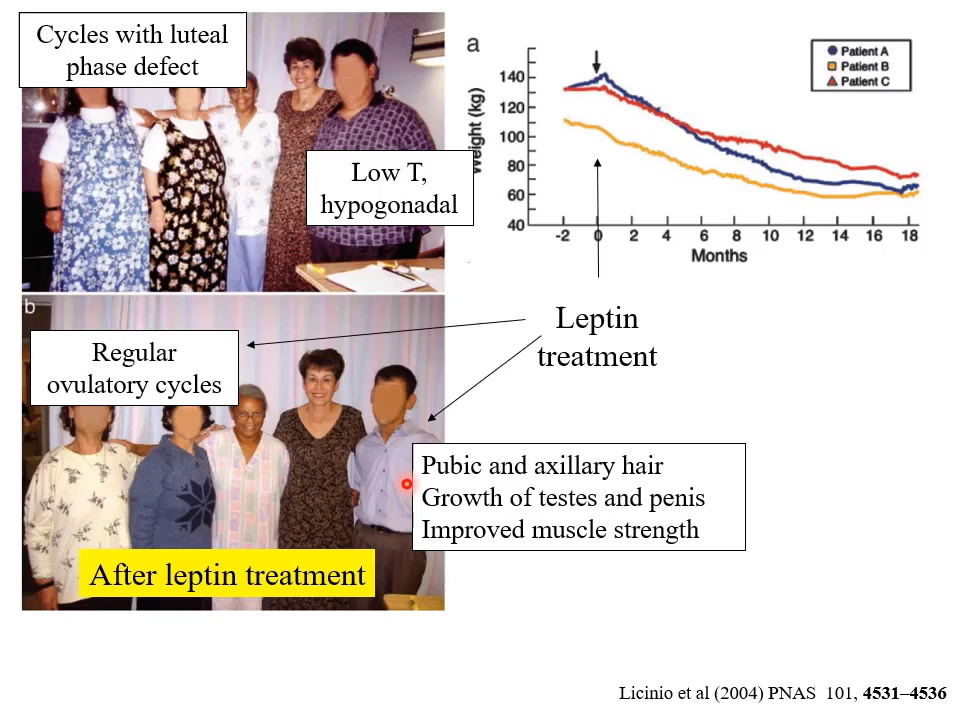 Cycles with luteal
phase defect
Low T,
hypogonadal
a
Patient A
Patient B
Patient C
Weight (kg)
140
120
100
80
60
40
-2 0 2 4 6 8 10 12 14 16 18
Months
b
Regular
ovulatory cycles
Leptin
treatment
Pubic and axillary hair
Growth of testes and penis
Improved muscle strength
After leptin treatment
Licinio et al (2004) PNAS 101, 4531–4536